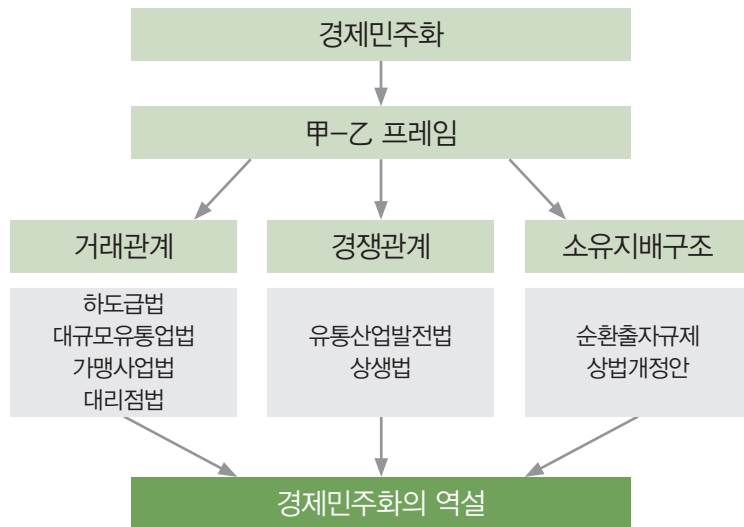 경제민주화
甲–乙 프레임
거래관계
경쟁관계
소유지배구조
하도급법
대규모유통업법
가맹사업법
대리점법
유통산업발전법
상생법
순환출자규제
상법개정안
경제민주화의 역설